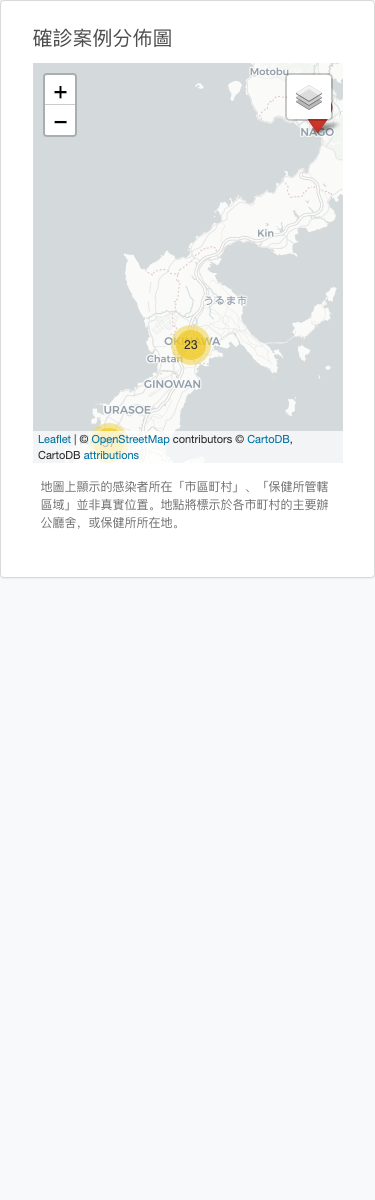 確診案例分佈圖
Motobu
+
−
NAGO
Kin
うるま市
23
Chatan
GINOWAN
URASOE
Leaflet | © OpenStreetMap contributors © CartoDB,
CartoDB attributions
地圖上顯示的感染者所在「市區町村」、「保健所管轄
區域」並非真實位置。地點將標示於各市町村的主要辦
公廳舍，或保健所所在地。